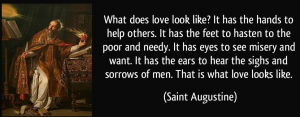 What does love look like? It has the hands to
help others. It has the feet to hasten to the
poor and needy. It has eyes to see misery and
want. It has the ears to hear the sighs and
sorrows of men. That is what love looks like.
(Saint Augustine)